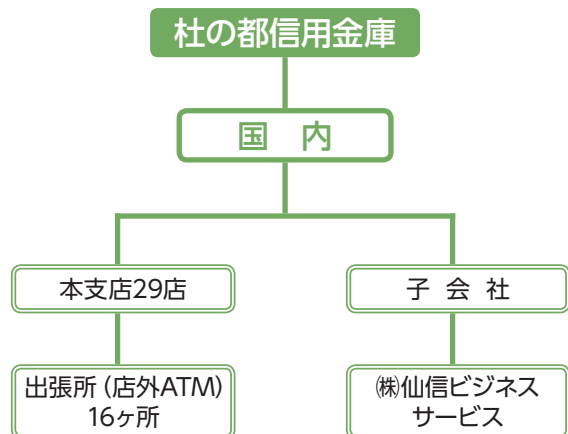 杜の都信用金庫
国　内
本支店29店
子 会 社
出張所（店外ATM）
16ヶ所
㈱仙信ビジネス
サービス